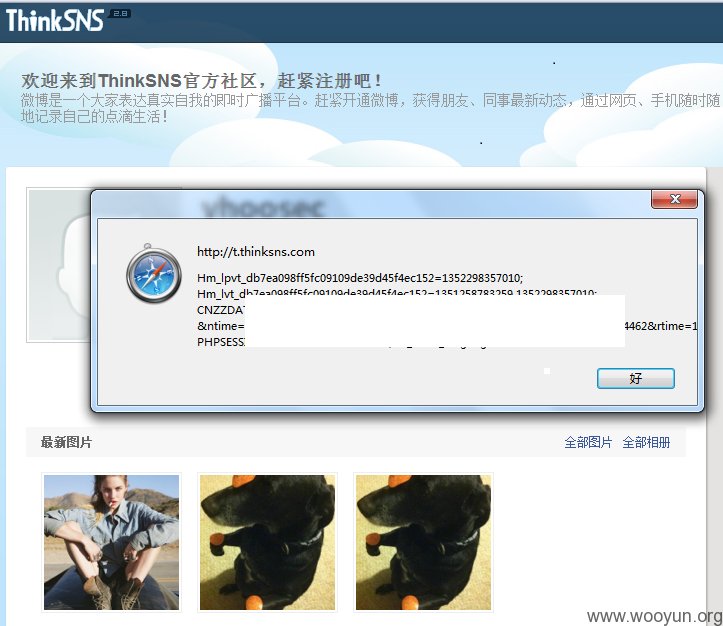 ThinkSNS 2.8
欢迎来到ThinkSNS官方社区，赶紧注册吧！
微博是一个大家表达真实自我的即时广播平台。赶紧开通微博，获得朋友、同事最新动态，通过网页、手机随时随
地记录自己的点滴生活！
yhoosec
http://t.thinksns.com
Hm_lpvt_db7ea098ff5fc09109de39d45f4ec152=1352298357010;
Hm_lvt_db7ea098ff5fc09109de39d45f4ec152=1351258783259,1352298357010;
CNZZDAT
&ntime= 4462&rtime=1
PHPSESS
好
最新图片 全部图片 全部相册
www.wooyun.org